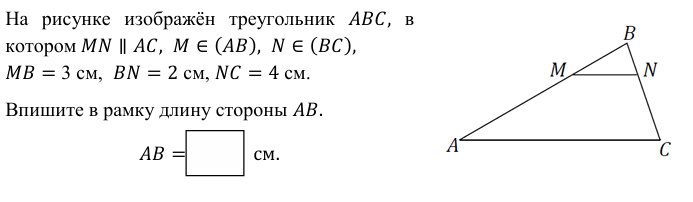 На рисунке изображён треугольник ABC, в
котором MN ∥ AC, M ∈ (AB), N ∈ (BC),
MB = 3 см, BN = 2 см, NC = 4 см.
Впишите в рамку длину стороны AB.
AB = см.
B
M N
A C